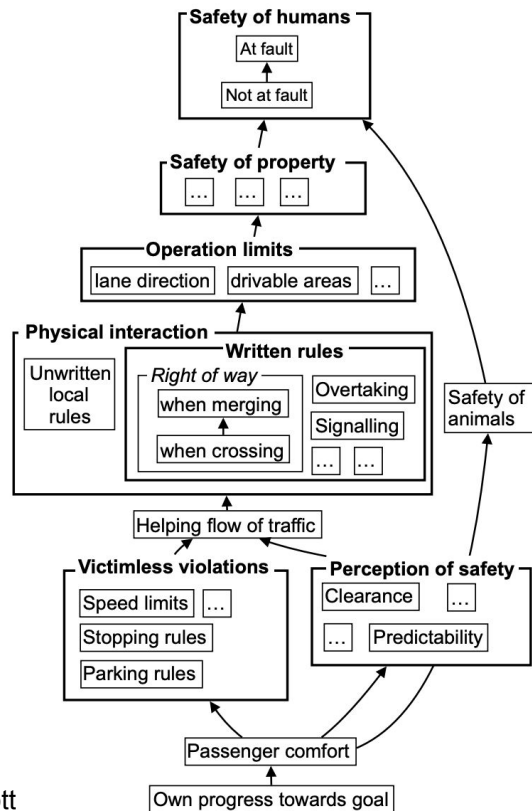 Safety of humans
At fault
Not at fault
Safety of property
... ... ...
Operation limits
lane direction drivable areas ...
Physical interaction
Written rules
Unwritten
local
rules
Right of way
when merging
when crossing
Overtaking
Signalling
... ...
Safety of
animals
Helping flow of traffic
Victimless violations
Speed limits ...
Stopping rules
Parking rules
Perception of safety
Clearance ...
... Predictability
Passenger comfort
Own progress towards goal